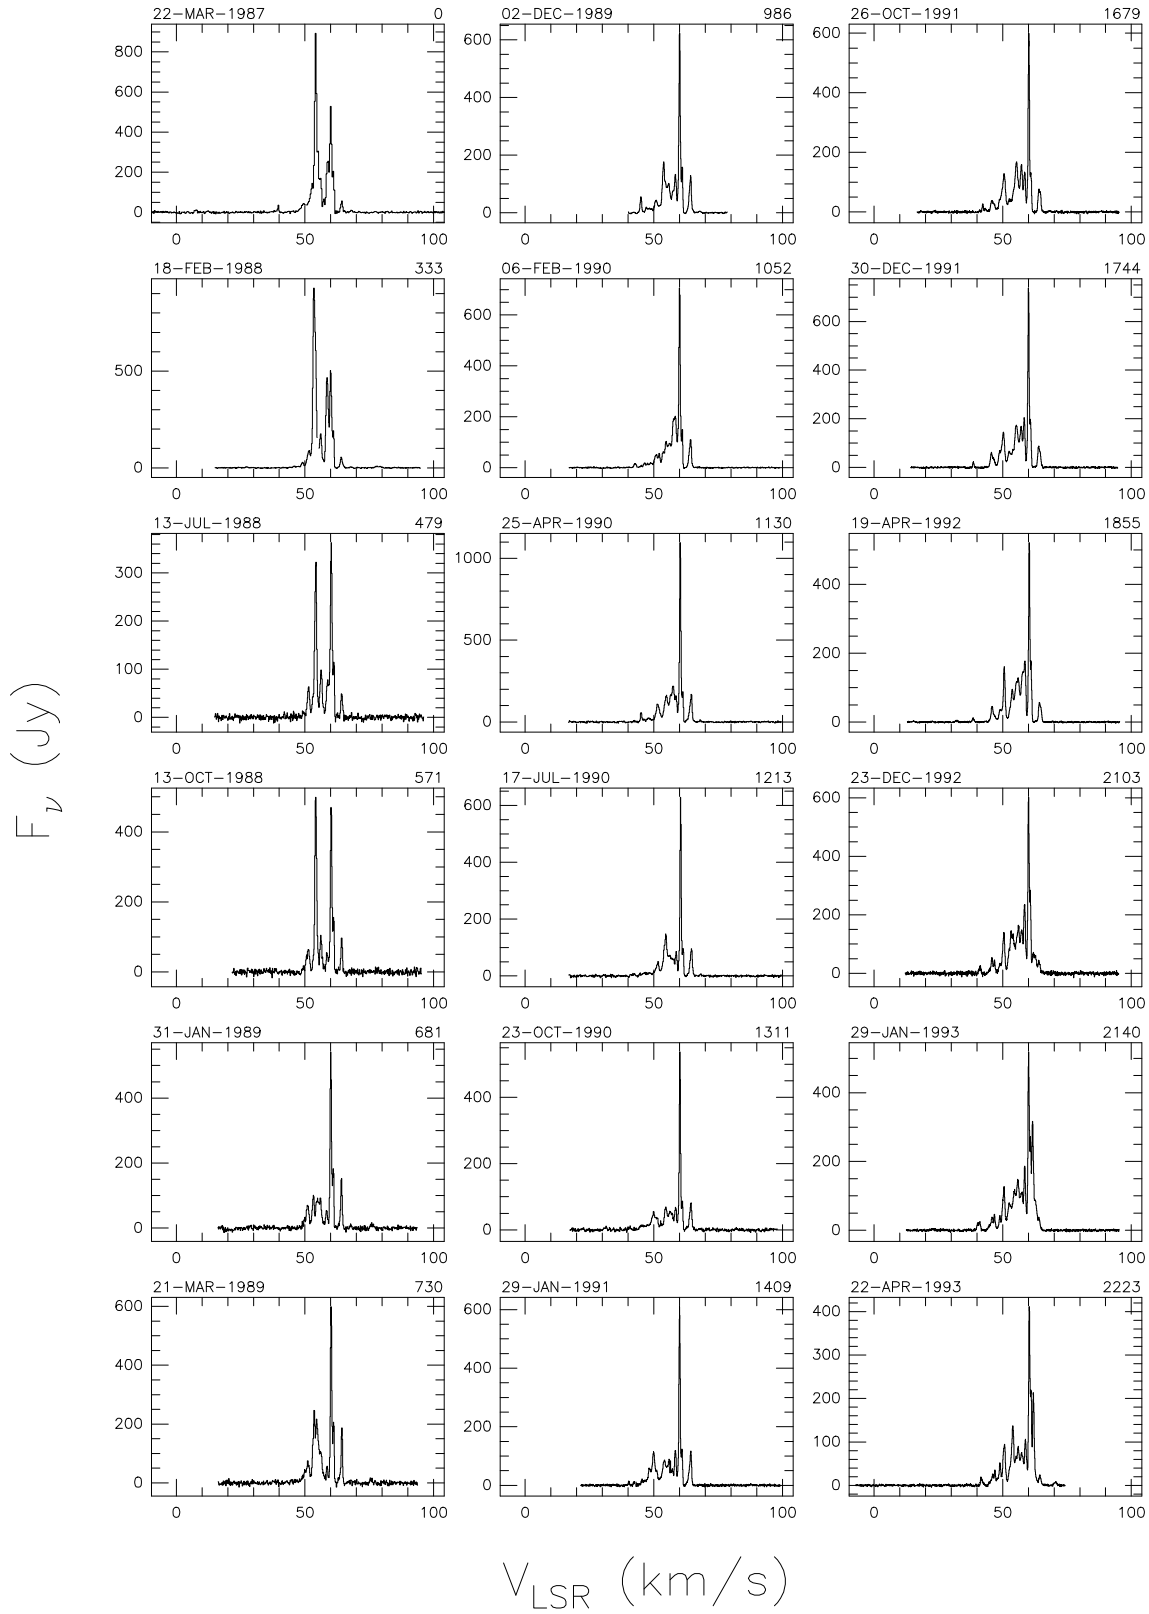 22-MAR-1987 0
02-DEC-1989 986
26-OCT-1991 1679
800
600
400
200
0
600
400
200
0
600
400
200
0
0 50 100
0 50 100
0 50 100
18-FEB-1988 333
06-FEB-1990 1052
30-DEC-1991 1744
500
0
600
400
200
0
600
400
200
0
0 50 100
0 50 100
0 50 100
13-JUL-1988 479
25-APR-1990 1130
19-APR-1992 1855
300
200
100
0
1000
500
0
400
200
0
0 50 100
0 50 100
0 50 100
13-OCT-1988 571
17-JUL-1990 1213
23-DEC-1992 2103
400
200
0
600
400
200
0
600
400
200
0
0 50 100
0 50 100
0 50 100
31-JAN-1989 681
23-OCT-1990 1311
29-JAN-1993 2140
400
200
0
400
200
0
400
200
0
0 50 100
0 50 100
0 50 100
21-MAR-1989 730
29-JAN-1991 1409
22-APR-1993 2223
600
400
200
0
600
400
200
0
400
300
200
100
0
0 50 100
0 50 100
0 50 100
Fν (Jy)
VLSR (km/s)